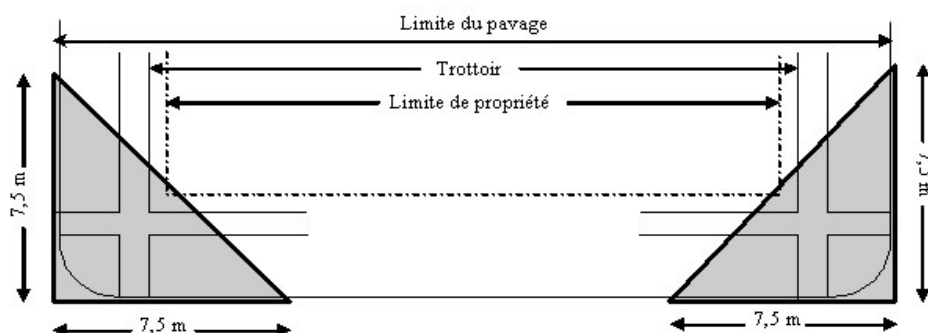 Limite du pavage
Trottoir
Limite de propriété
7,5 m
7,5 m
7,5 m
7,5 m